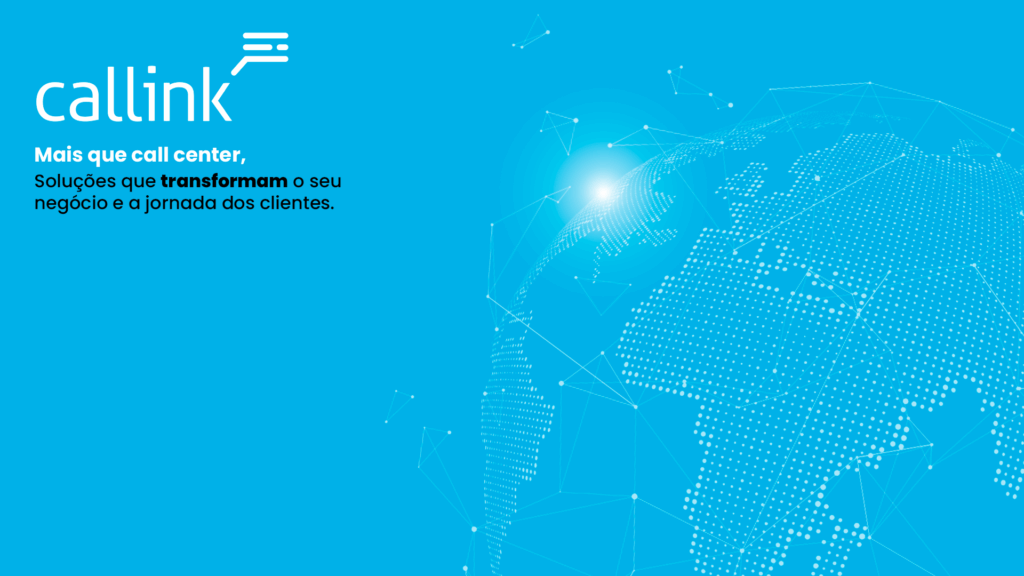 callink
Mais que call center,
Soluções que transformam o seu
negócio e a jornada dos clientes.